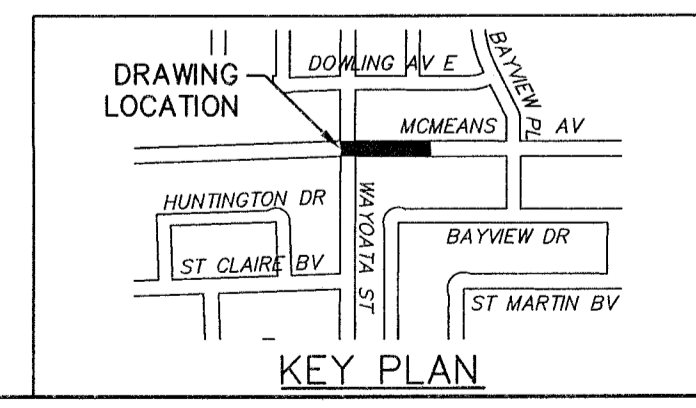 DOWLING AV E
BAYVIEW PL
DRAWING
LOCATION
MCMEANS AV
HUNTINGTON DR
WAYOATA ST
BAYVIEW DR
ST CLAIRE BV
ST MARTIN BV
KEY PLAN